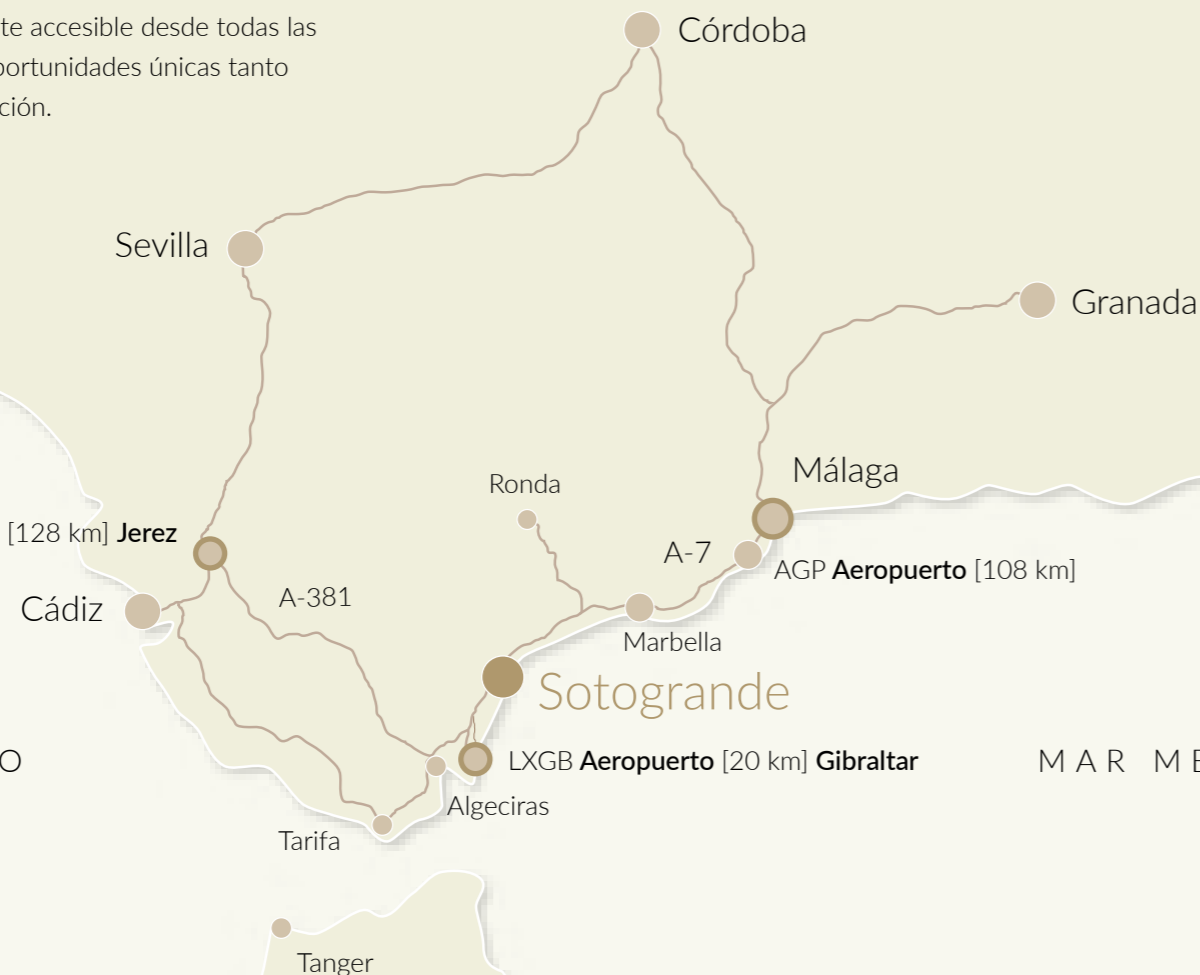 te accesible desde todas las
portunidades únicas tanto
ción.
Córdoba
Sevilla
Granada
Málaga
Ronda
[128 km] Jerez
A-7
AGP Aeropuerto [108 km]
A-381
Cádiz
Marbella
Sotogrande
O
LXGB Aeropuerto [20 km] Gibraltar
MAR ME
Algeciras
Tarifa
Tanger